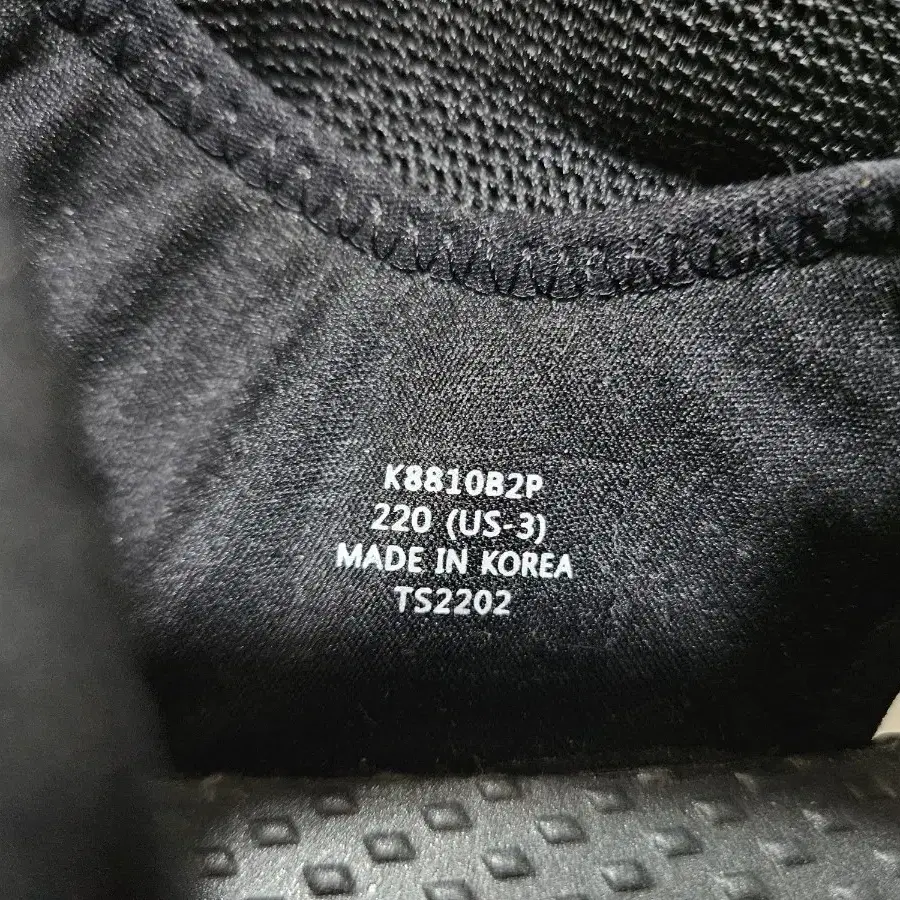 K8810B2P
220 (US-3)
MADE IN KOREA
TS2202